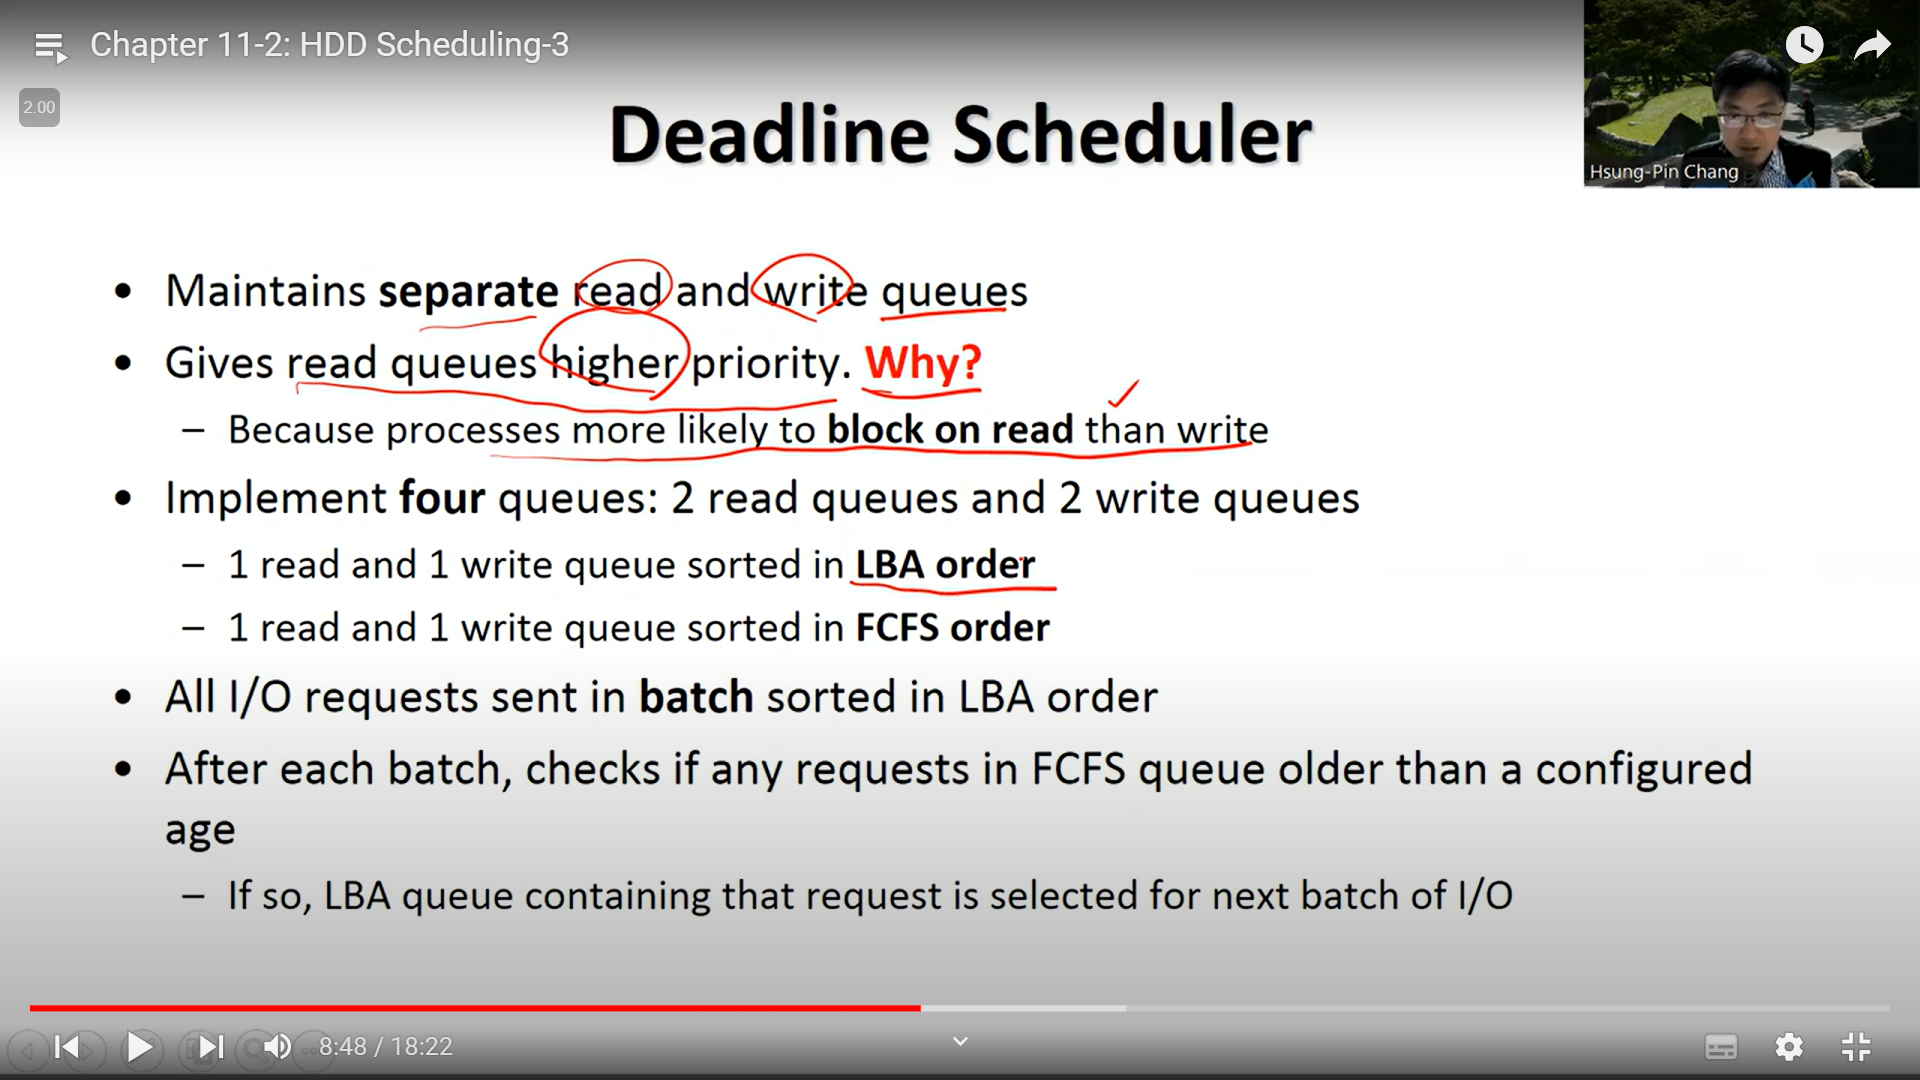 Chapter 11-2: HDD Scheduling-3
2.00
Deadline Scheduler
Hsung-Pin Chang
• Maintains separate read and write queues
• Gives read queues higher priority. Why?
– Because processes more likely to block on read than write
• Implement four queues: 2 read queues and 2 write queues
– 1 read and 1 write queue sorted in LBA order
– 1 read and 1 write queue sorted in FCFS order
• All I/O requests sent in batch sorted in LBA order
• After each batch, checks if any requests in FCFS queue older than a configured
age
– If so, LBA queue containing that request is selected for next batch of I/O
8:48 / 18:22